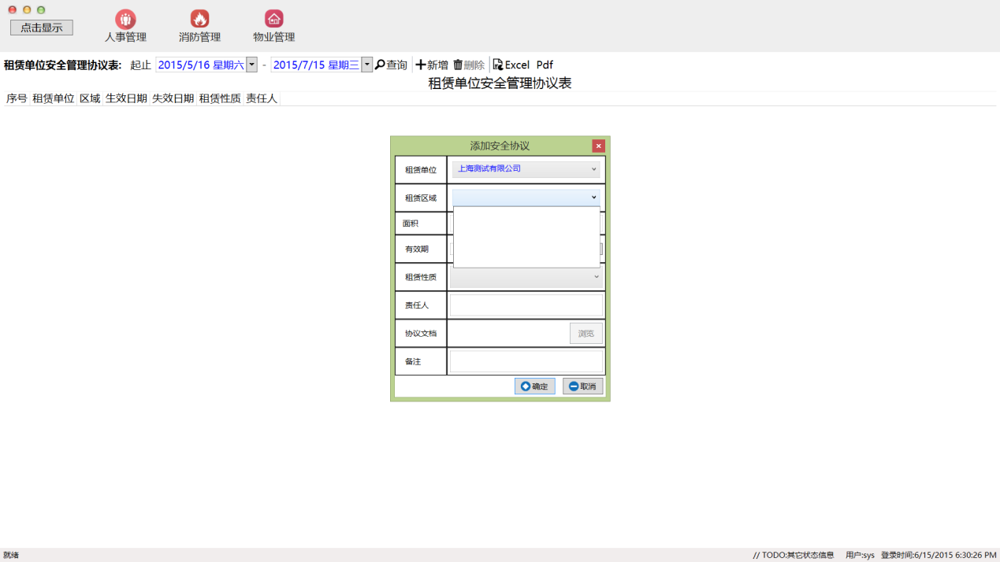 点击显示
人事管理 消防管理 物业管理
租赁单位安全管理协议表: 起止 2015/5/16 星期六 - 2015/7/15 星期三 查询 新增 删除 Excel Pdf
租赁单位安全管理协议表
序号 租赁单位 区域 生效日期 失效日期 租赁性质 责任人
添加安全协议
租赁单位 上海测试有限公司
租赁区域
面积
有效期
租赁性质
责任人
协议文档 浏览
备注
确定 取消
就绪 // TODO:其它状态信息 用户:sys 登录时间:6/15/2015 6:30:26 PM